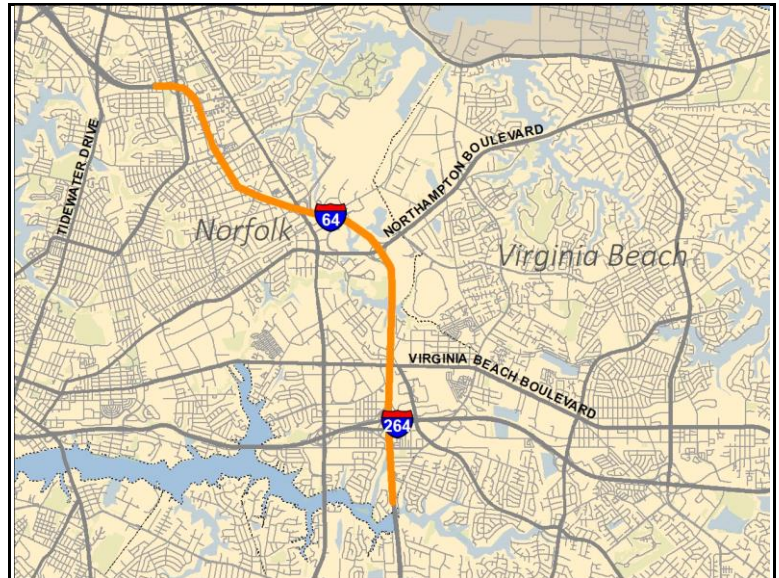 TIDEWATER DRIVE
NORTHAMPTON BOULEVARD
64
Norfolk
Virginia Beach
VIRGINIA BEACH BOULEVARD
264